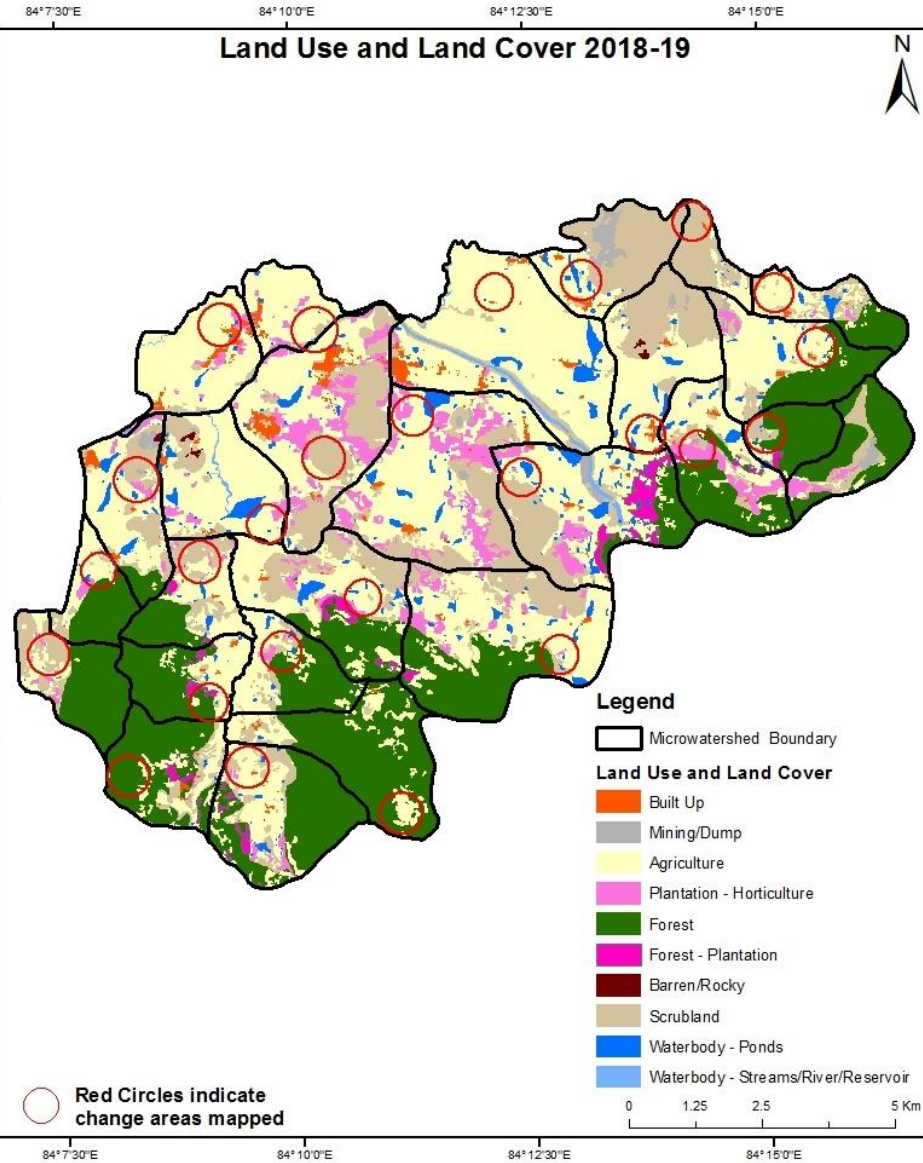 84°7'30"E 84°10'0"E 84°12'30"E 84°15'0"E
Land Use and Land Cover 2018-19
N
Legend
Microwatershed Boundary
Land Use and Land Cover
Built Up
Mining/Dump
Agriculture
Plantation - Horticulture
Forest
Forest - Plantation
Barren/Rocky
Scrubland
Waterbody - Ponds
Waterbody - Streams/River/Reservoir
Red Circles indicate
change areas mapped
0 1.25 2.5 5 Km
84°7'30"E 84°10'0"E 84°12'30"E 84°15'0"E